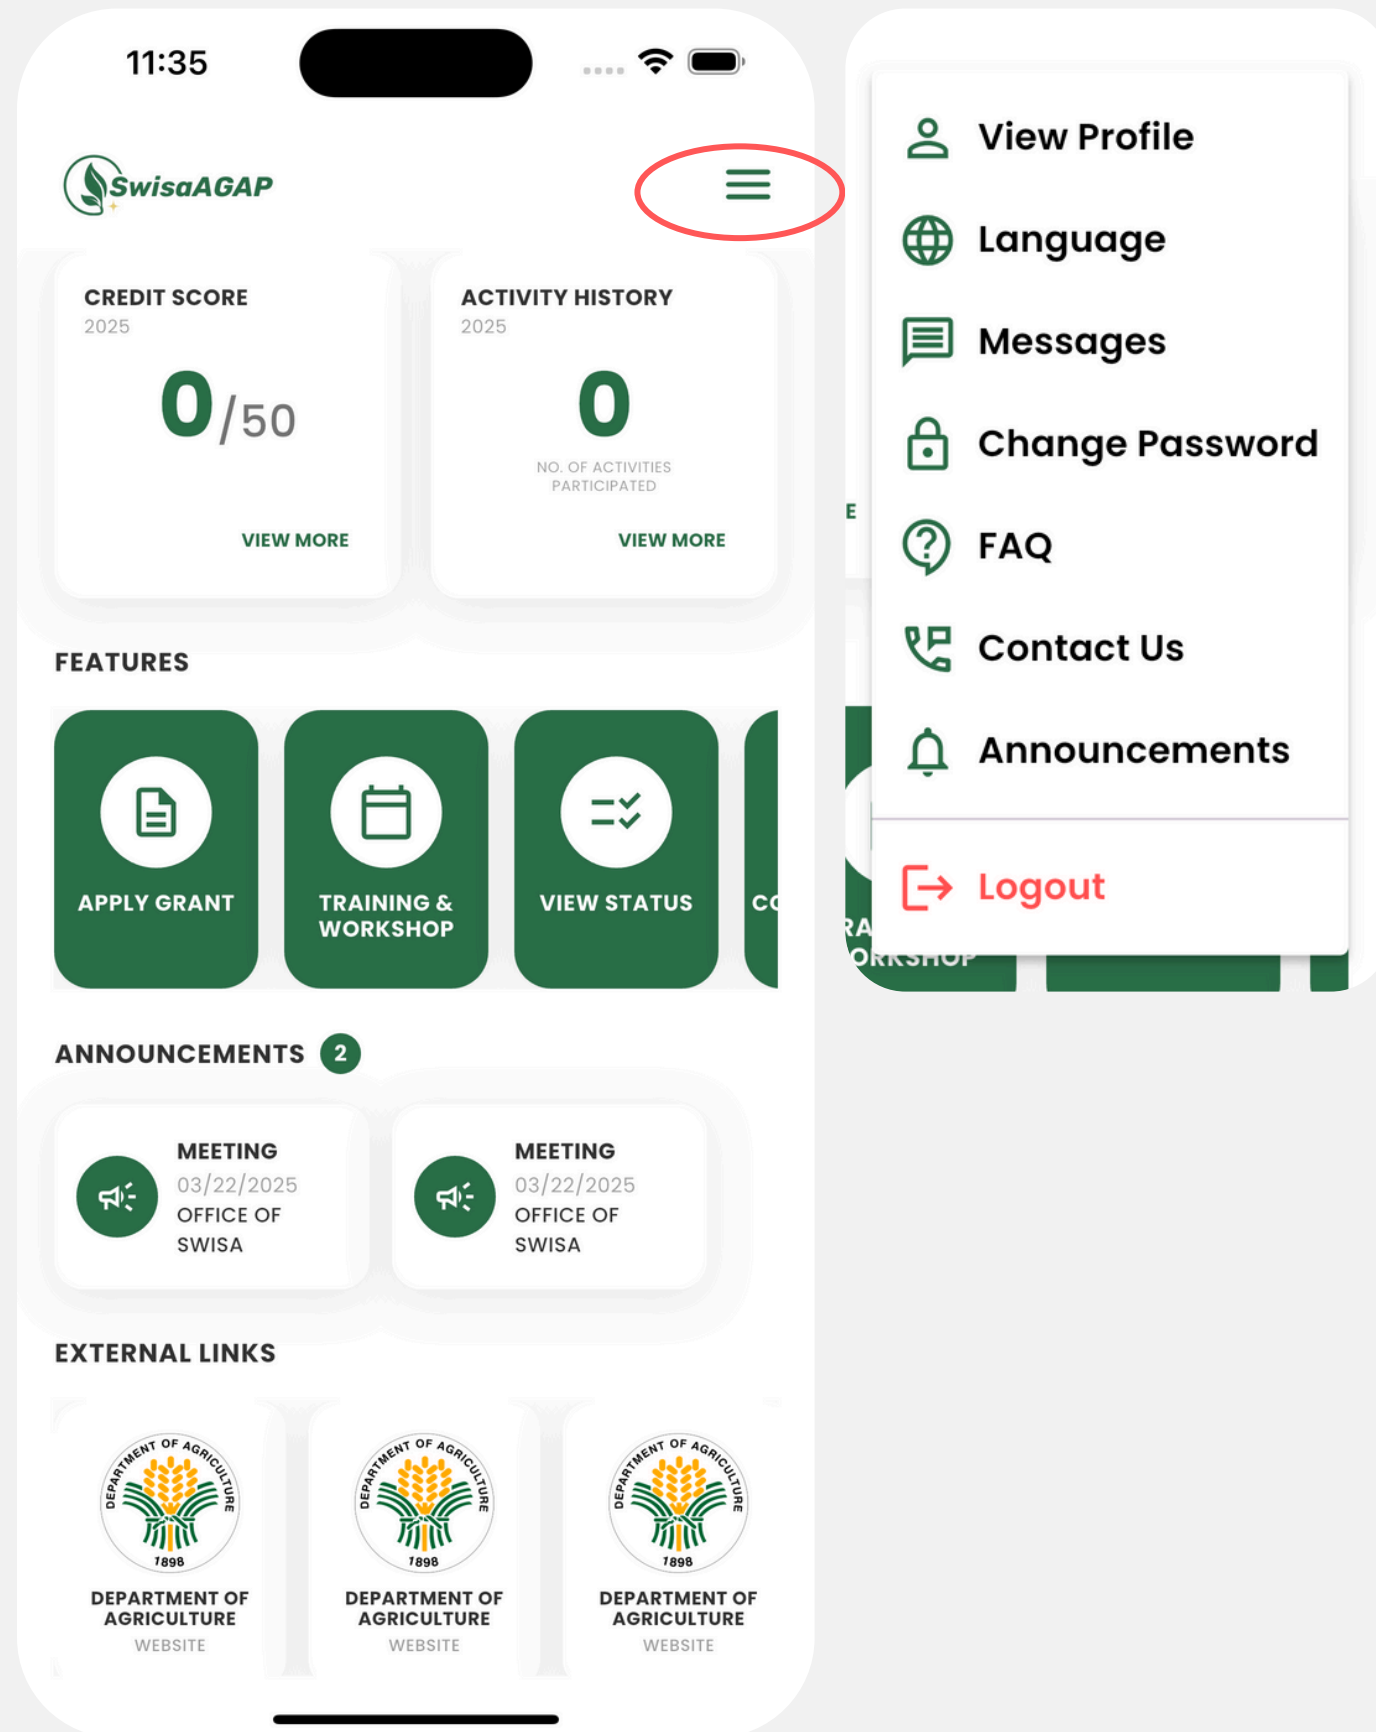 11:35
SwisaAGAP
CREDIT SCORE
2025
0/50
VIEW MORE
ACTIVITY HISTORY
2025
0
NO. OF ACTIVITIES
PARTICIPATED
VIEW MORE
FEATURES
APPLY GRANT
TRAINING &
WORKSHOP
VIEW STATUS
CO
ANNOUNCEMENTS 2
MEETING
03/22/2025
OFFICE OF
SWISA
MEETING
03/22/2025
OFFICE OF
SWISA
EXTERNAL LINKS
DEPARTMENT OF AGRICULTURE
1898
DEPARTMENT OF
AGRICULTURE
WEBSITE
DEPARTMENT OF AGRICULTURE
1898
DEPARTMENT OF
AGRICULTURE
WEBSITE
DEPARTMENT OF AGRICULTURE
1898
DEPARTMENT OF
AGRICULTURE
WEBSITE
View Profile
Language
Messages
Change Password
E
FAQ
Contact Us
Announcements
Logout
RA
ORKSHOP